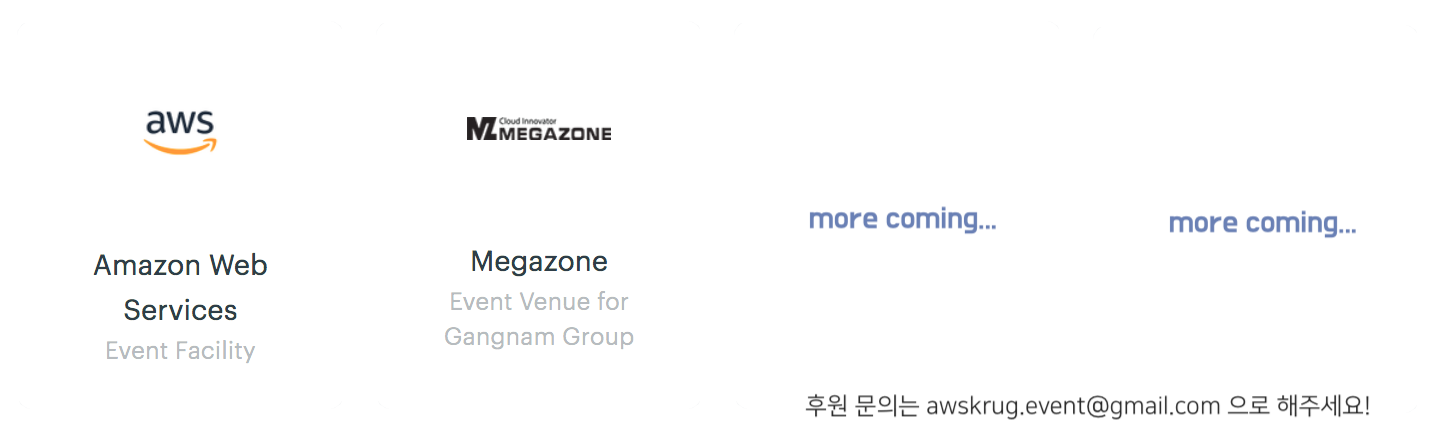 aws
Cloud Innovator
MEGAZONE
Amazon Web
Services
Event Facility
Megazone
Event Venue for
Gangnam Group
more coming...
more coming...
후원 문의는 awskrug.event@gmail.com 으로 해주세요!